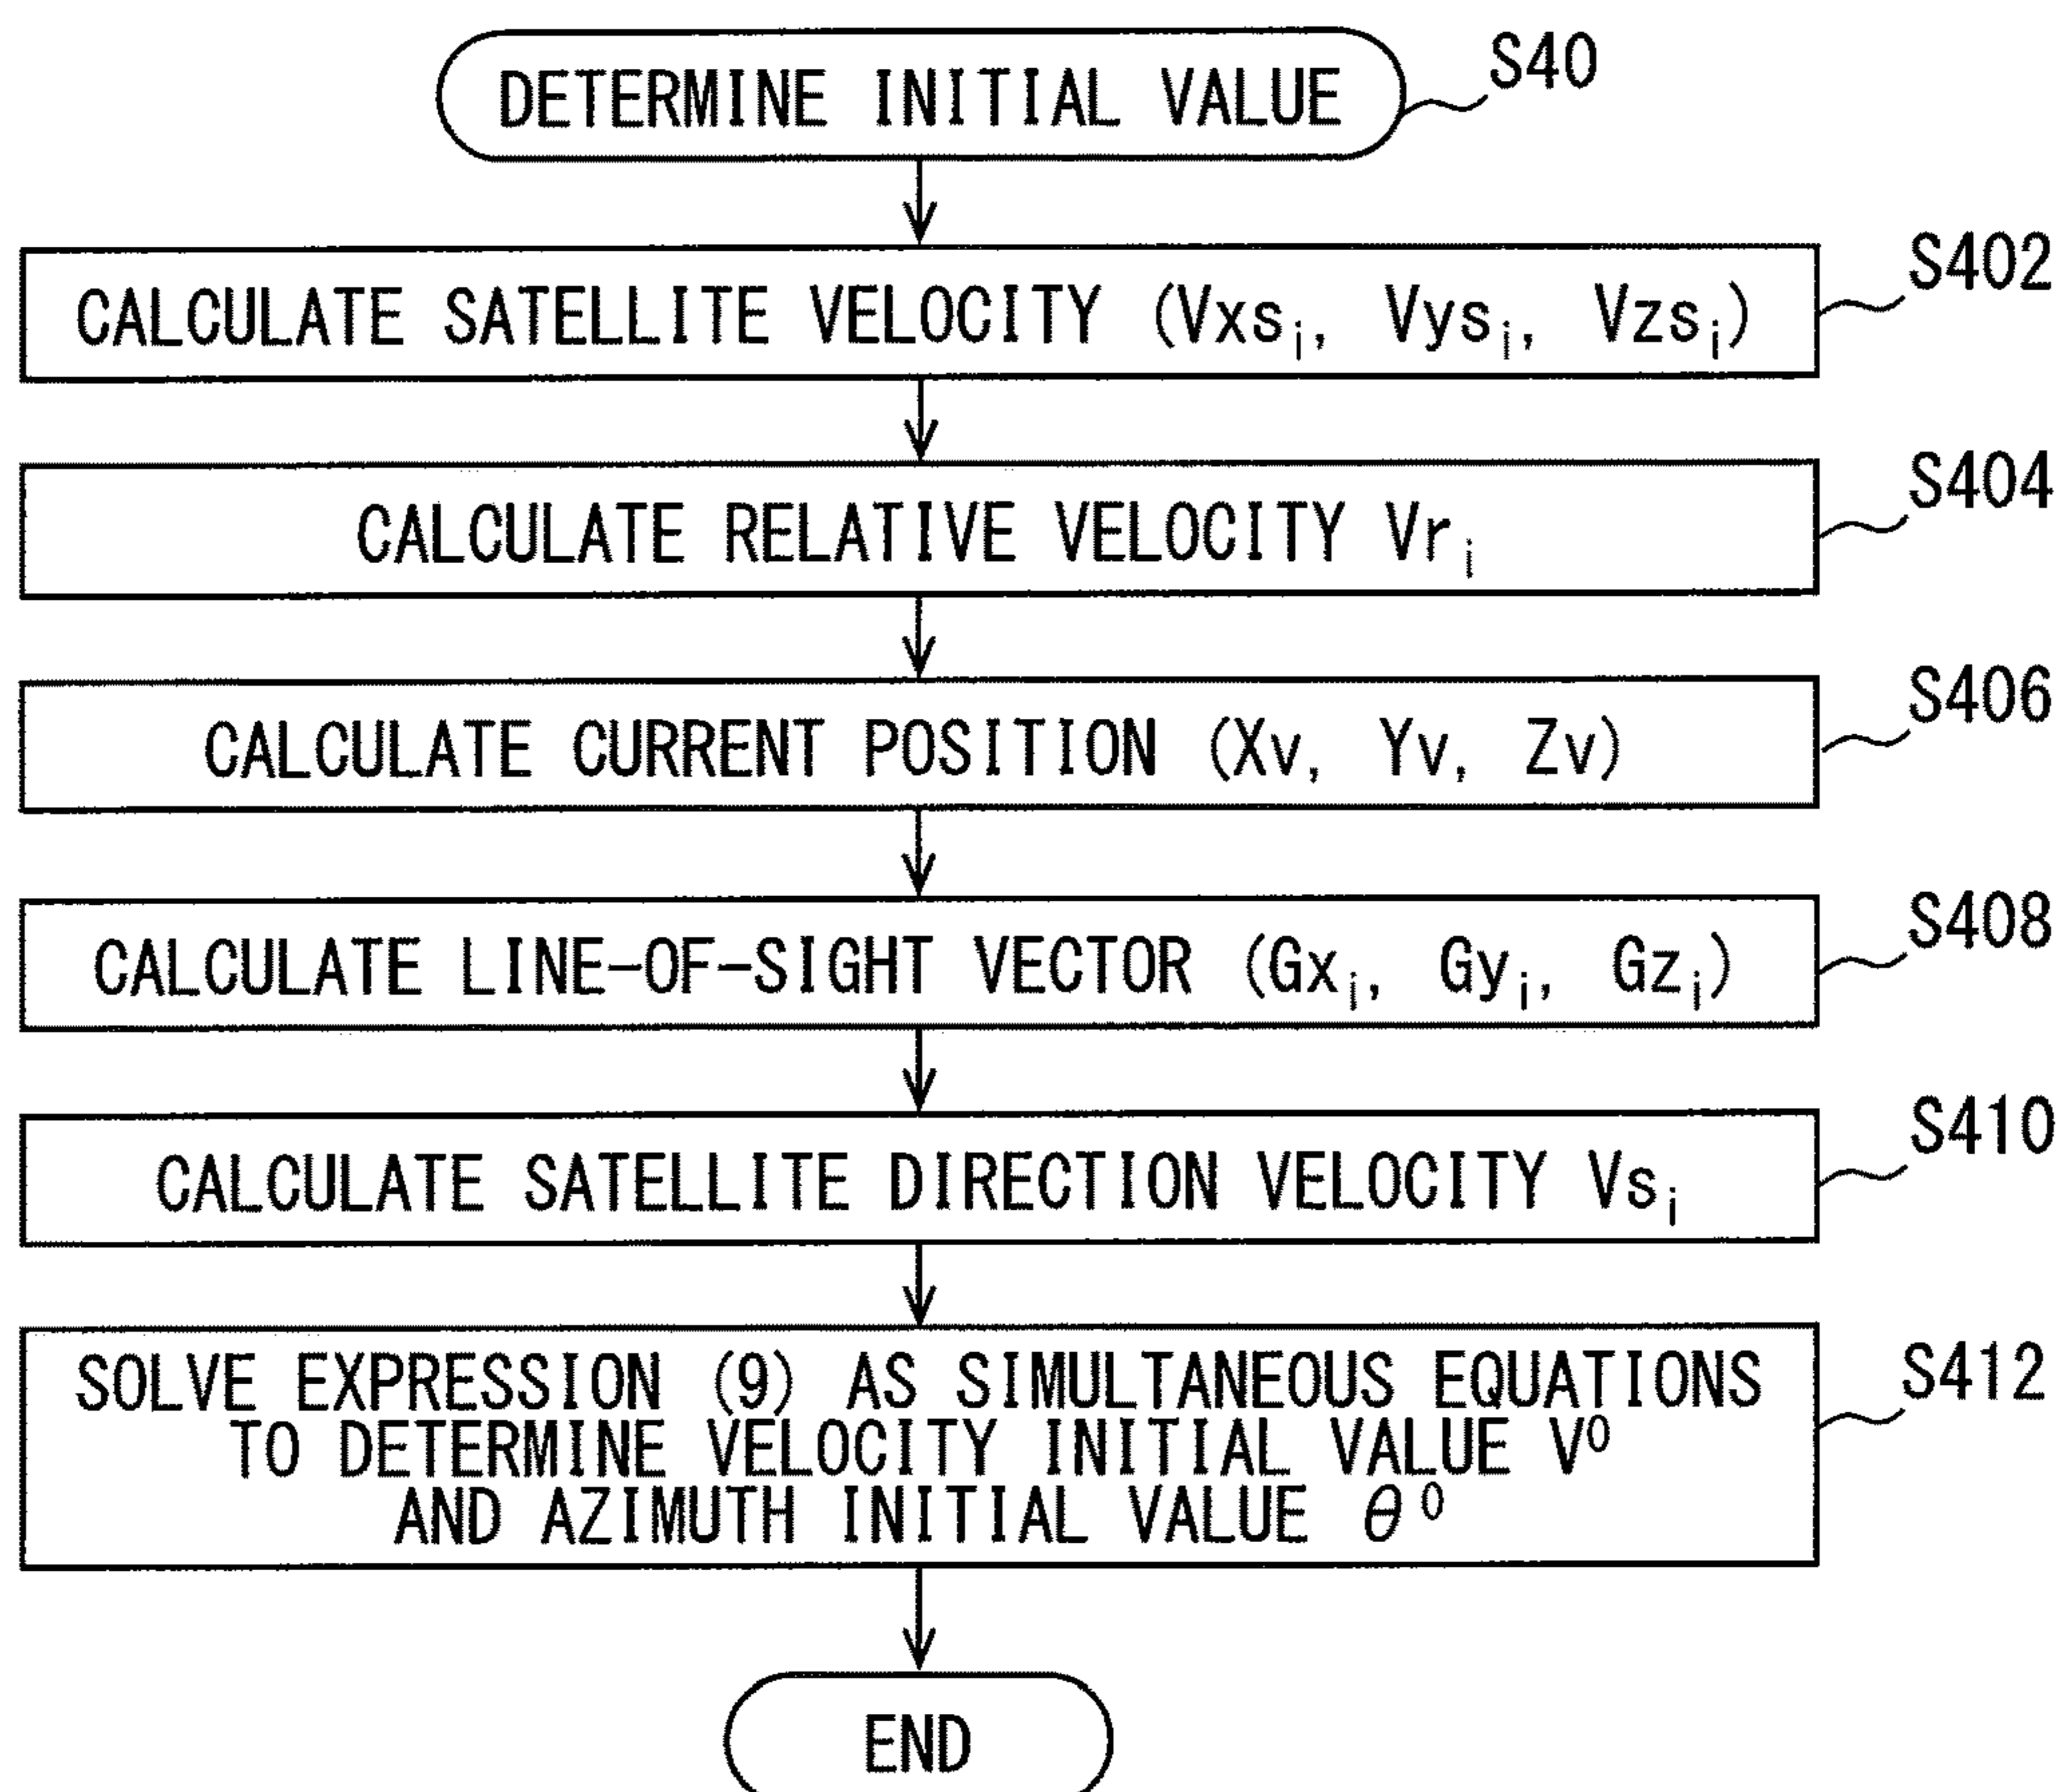 DETERMINE INITIAL VALUE
S40
CALCULATE SATELLITE VELOCITY (Vxsᵢ, Vysᵢ, Vzsᵢ)
S402
CALCULATE RELATIVE VELOCITY Vrᵢ
S404
CALCULATE CURRENT POSITION (Xv, Yv, Zv)
S406
CALCULATE LINE-OF-SIGHT VECTOR (Gxᵢ, Gyᵢ, Gzᵢ)
S408
CALCULATE SATELLITE DIRECTION VELOCITY Vsᵢ
S410
SOLVE EXPRESSION (9) AS SIMULTANEOUS EQUATIONS
TO DETERMINE VELOCITY INITIAL VALUE V⁰
AND AZIMUTH INITIAL VALUE θ⁰
S412
END